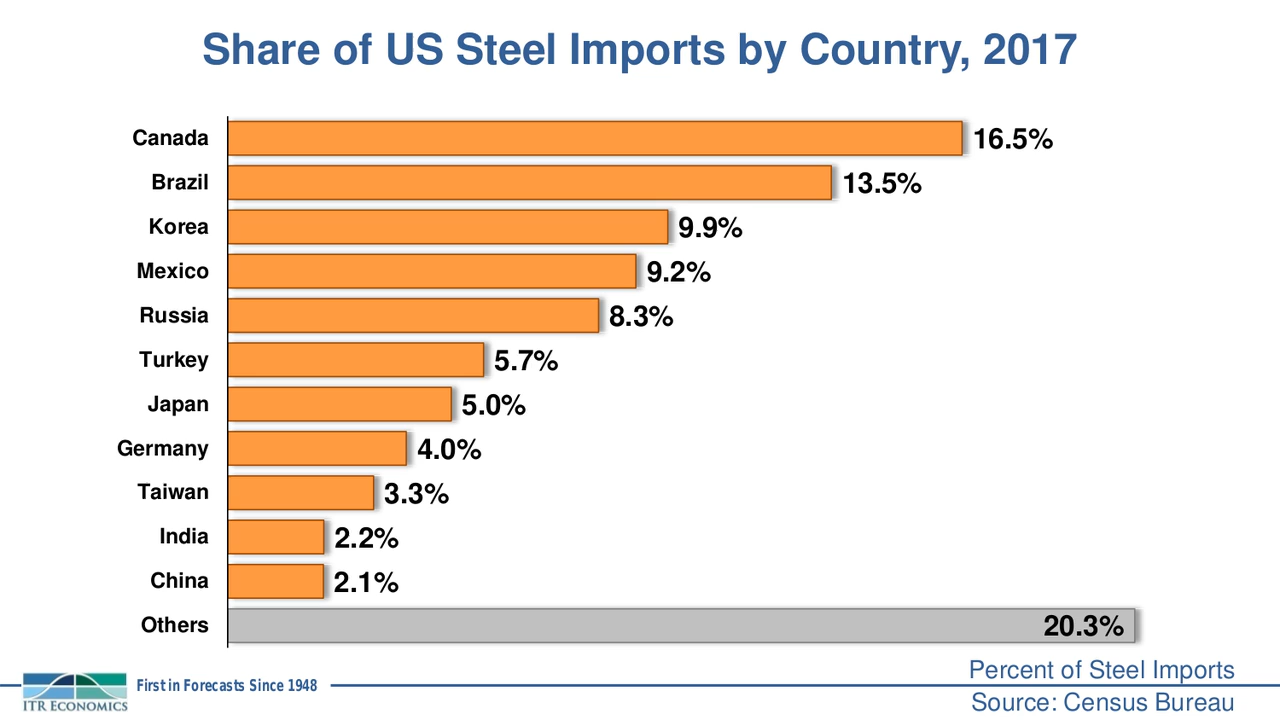 Share of US Steel Imports by Country, 2017
Canada 16.5%
Brazil 13.5%
Korea 9.9%
Mexico 9.2%
Russia 8.3%
Turkey 5.7%
Japan 5.0%
Germany 4.0%
Taiwan 3.3%
India 2.2%
China 2.1%
Others 20.3%
Percent of Steel Imports
First in Forecasts Since 1948
ITR ECONOMICS
Source: Census Bureau